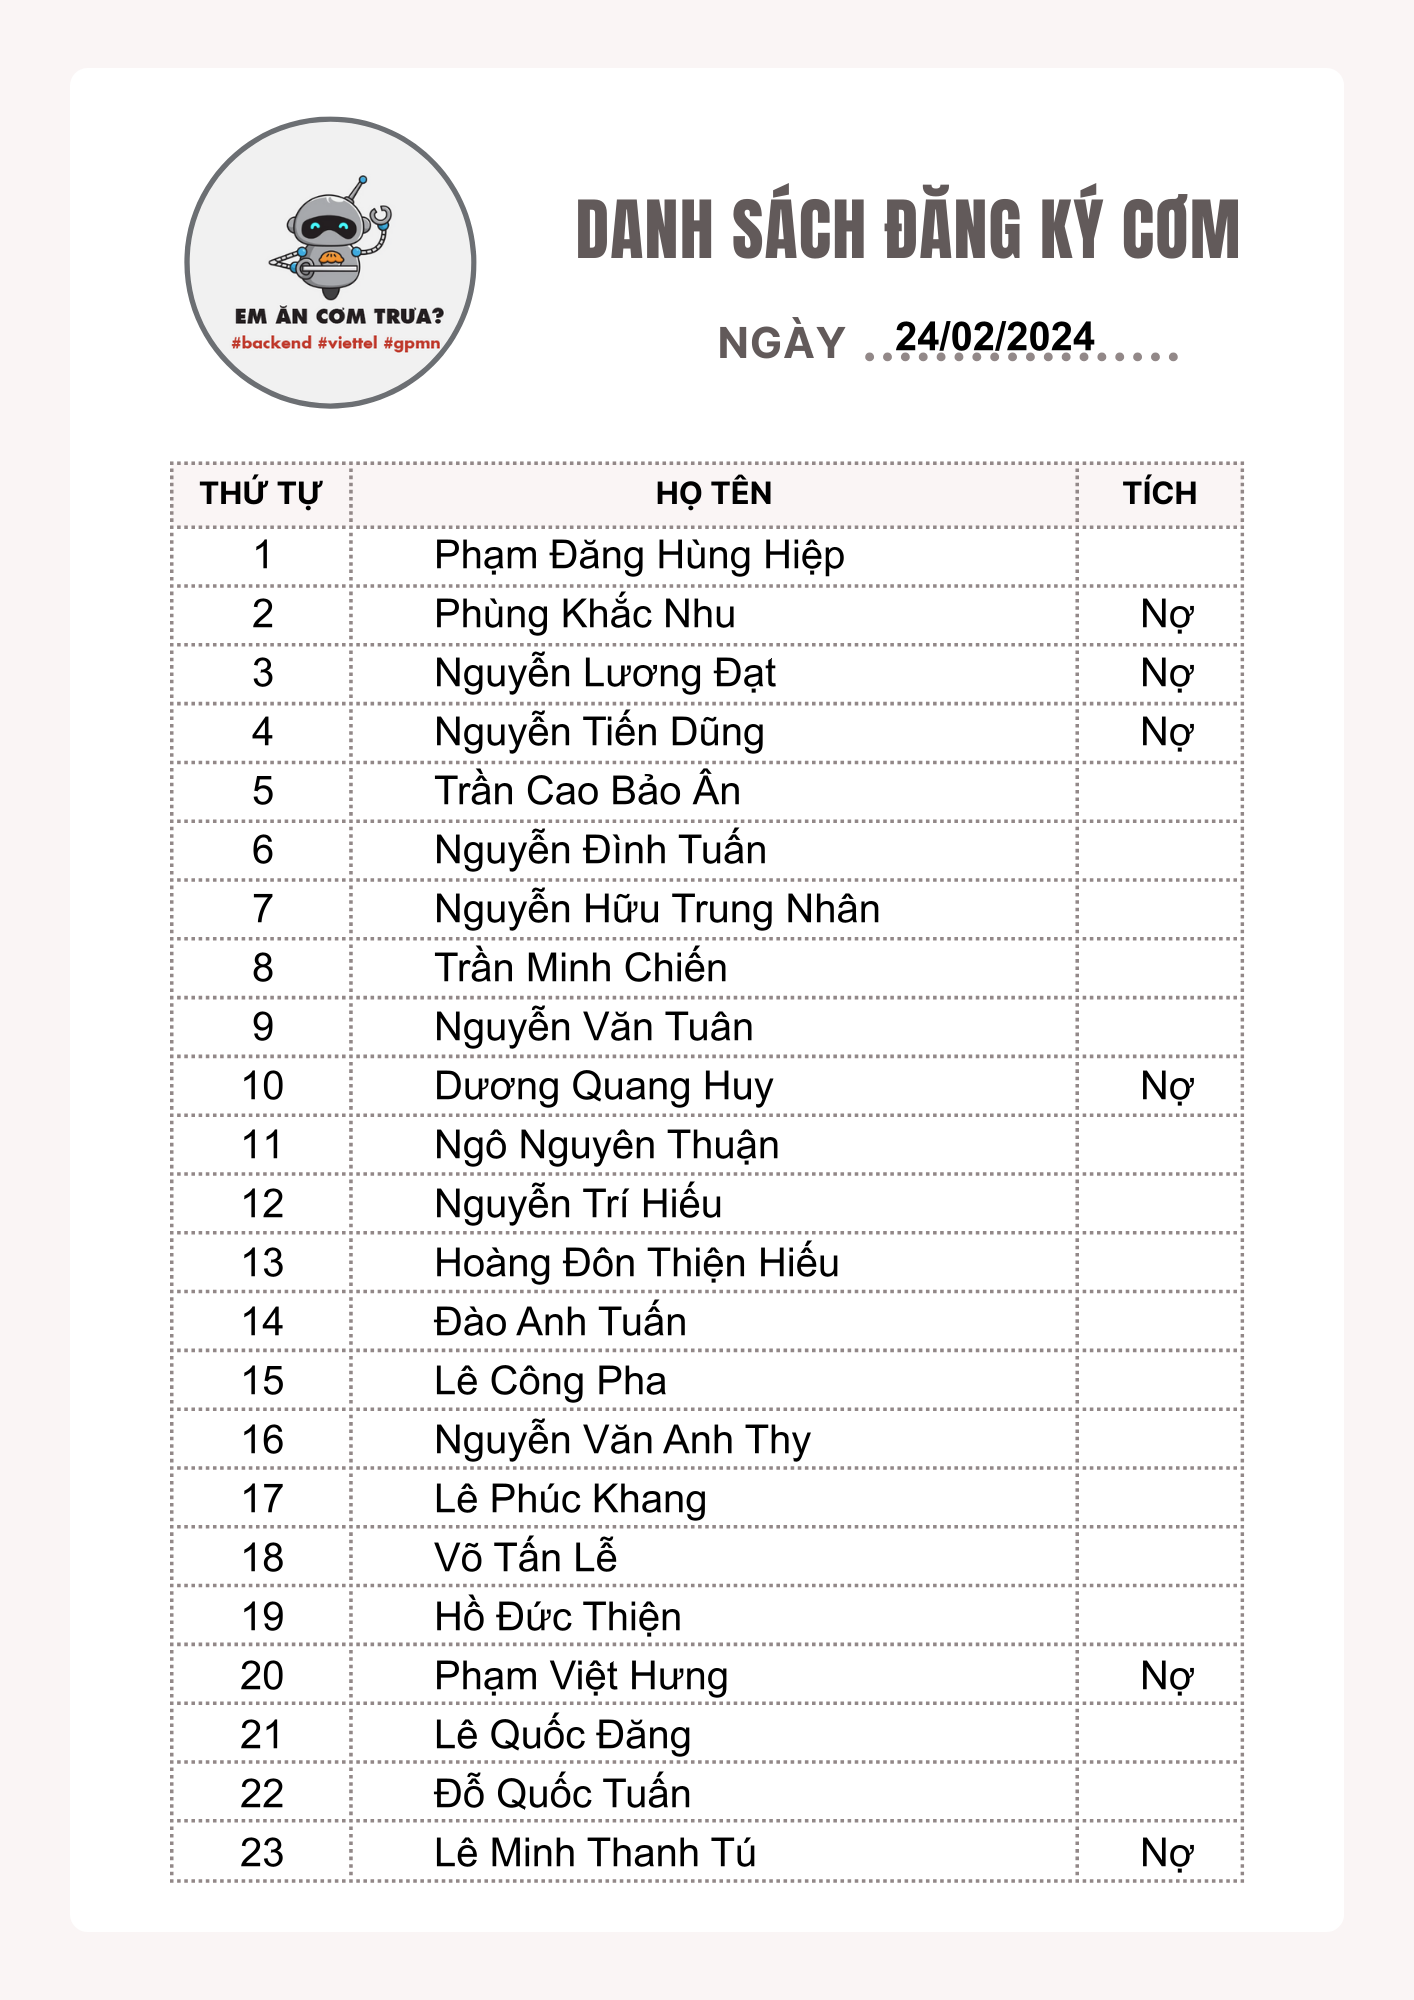 EM ĂN CƠM TRƯA?
#backend #viettel #gpmn
DANH SÁCH ĐĂNG KÝ CƠM
NGÀY 24/02/2024
THỨ TỰ HỌ TÊN TÍCH
1 Phạm Đăng Hùng Hiệp
2 Phùng Khắc Nhu Nợ
3 Nguyễn Lương Đạt Nợ
4 Nguyễn Tiến Dũng Nợ
5 Trần Cao Bảo Ân
6 Nguyễn Đình Tuấn
7 Nguyễn Hữu Trung Nhân
8 Trần Minh Chiến
9 Nguyễn Văn Tuân
10 Dương Quang Huy Nợ
11 Ngô Nguyên Thuận
12 Nguyễn Trí Hiếu
13 Hoàng Đôn Thiện Hiếu
14 Đào Anh Tuấn
15 Lê Công Pha
16 Nguyễn Văn Anh Thy
17 Lê Phúc Khang
18 Võ Tấn Lễ
19 Hồ Đức Thiện
20 Phạm Việt Hưng Nợ
21 Lê Quốc Đăng
22 Đỗ Quốc Tuấn
23 Lê Minh Thanh Tú Nợ